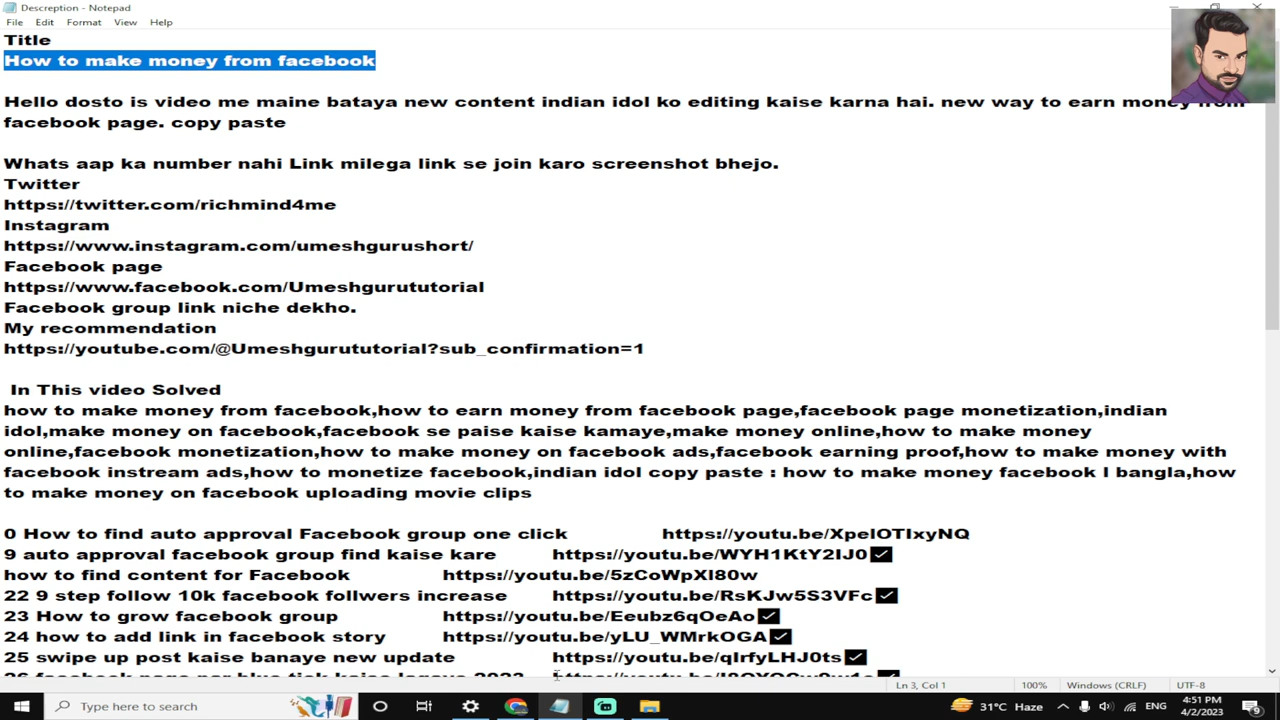 Descreption - Notepad
File Edit Format View Help
Title
How to make money from facebook
Hello dosto is video me maine bataya new content indian idol ko editing kaise karna hai. new way to earn money from
facebook page. copy paste
Whats aap ka number nahi Link milega link se join karo screenshot bhejo.
Twitter
https://twitter.com/richmind4me
Instagram
https://www.instagram.com/umeshgurushort/
Facebook page
https://www.facebook.com/Umeshgurututorial
Facebook group link niche dekho.
My recommendation
https://youtube.com/@Umeshgurututorial?sub_confirmation=1
In This video Solved
how to make money from facebook,how to earn money from facebook page,facebook page monetization,indian
idol,make money on facebook,facebook se paise kaise kamaye,make money online,how to make money
online,facebook monetization,how to make money on facebook ads,facebook earning proof,how to make money with
facebook instream ads,how to monetize facebook,indian idol copy paste : how to make money facebook l bangla,how
to make money on facebook uploading movie clips
0 How to find auto approval Facebook group one click https://youtu.be/XpelOTIxyNQ
9 auto approval facebook group find kaise kare https://youtu.be/WYH1KtY2IJ0✅
how to find content for Facebook https://youtu.be/5zCoWpXl80w
22 9 step follow 10k facebook follwers increase https://youtu.be/RsKJw5S3VFc✅
23 How to grow facebook group https://youtu.be/Eeubz6qOeAo✅
24 how to add link in facebook story https://youtu.be/yLU_WMrkOGA✅
25 swipe up post kaise banaye new update https://youtu.be/qIrfyLHJ0ts✅
26 facebook page par blue tick kaise lagaye 2023
Ln 3, Col 1 100% Windows (CRLF) UTF-8
Type here to search 31°C Haze ENG 4:51 PM
4/2/2023 9